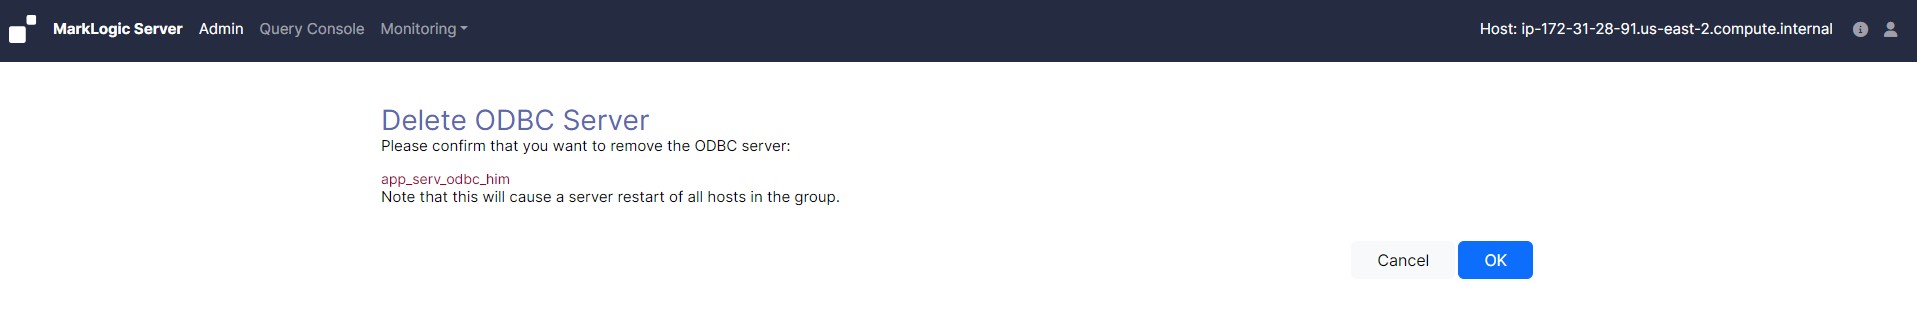 MarkLogic Server Admin Query Console Monitoring Host: ip-172-31-28-91.us-east-2.compute.internal
Delete ODBC Server
Please confirm that you want to remove the ODBC server:
app_serv_odbc_him
Note that this will cause a server restart of all hosts in the group.
Cancel OK